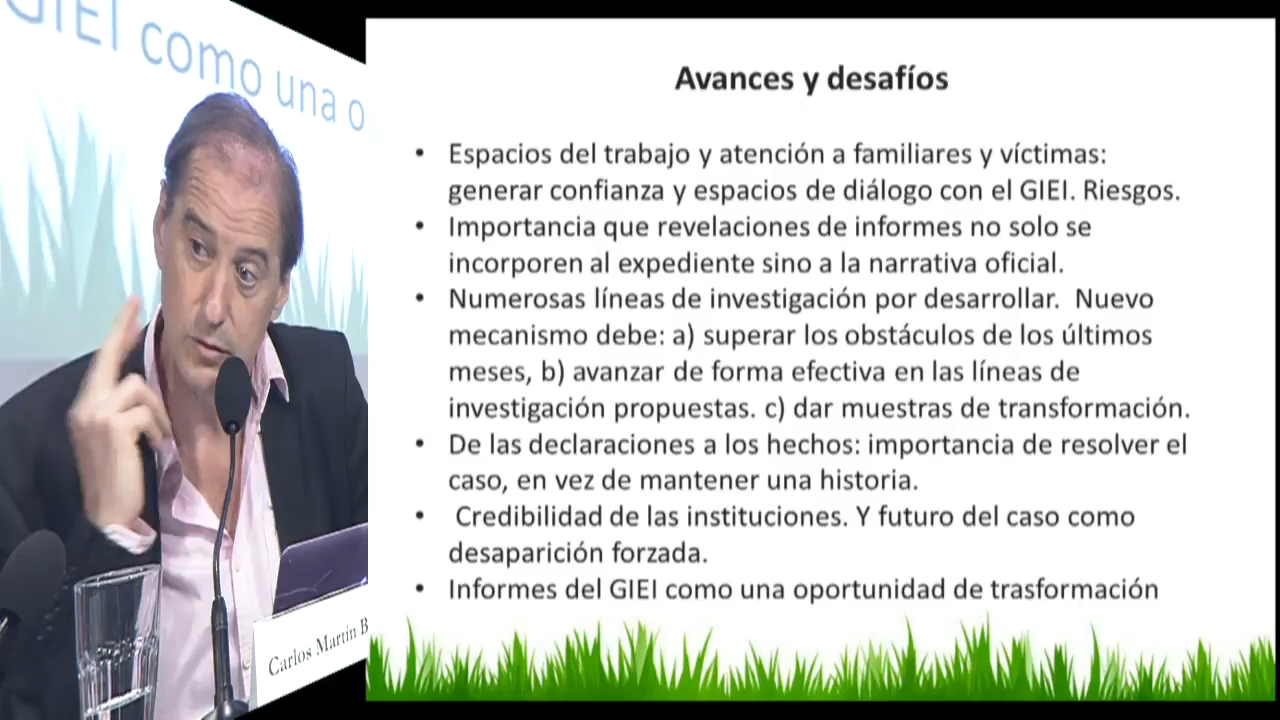 GIEI como una o
Carlos Martín B
Avances y desafíos
• Espacios del trabajo y atención a familiares y víctimas:
generar confianza y espacios de diálogo con el GIEI. Riesgos.
• Importancia que revelaciones de informes no solo se
incorporen al expediente sino a la narrativa oficial.
• Numerosas líneas de investigación por desarrollar. Nuevo
mecanismo debe: a) superar los obstáculos de los últimos
meses, b) avanzar de forma efectiva en las líneas de
investigación propuestas. c) dar muestras de transformación.
• De las declaraciones a los hechos: importancia de resolver el
caso, en vez de mantener una historia.
• Credibilidad de las instituciones. Y futuro del caso como
desaparición forzada.
• Informes del GIEI como una oportunidad de trasformación